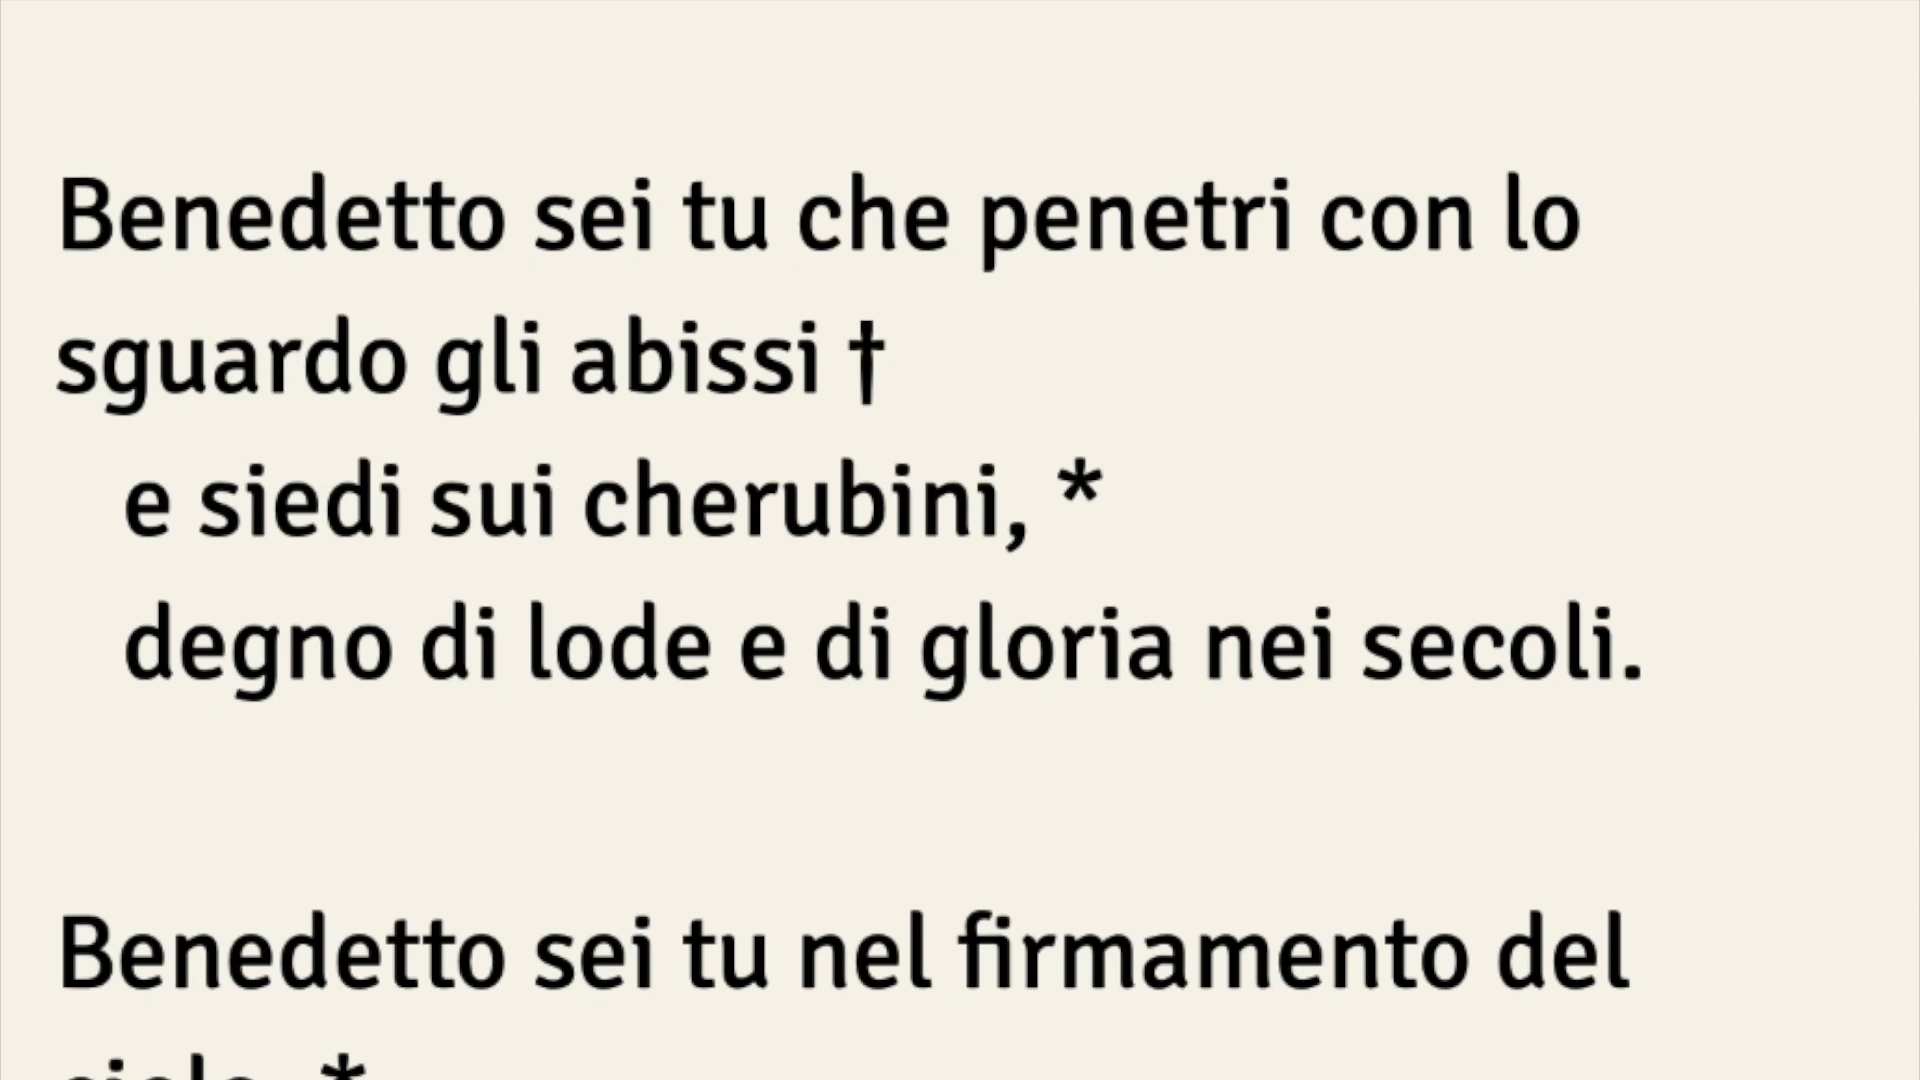 Benedetto sei tu che penetri con lo
sguardo gli abissi †
e siedi sui cherubini, *
degno di lode e di gloria nei secoli.
Benedetto sei tu nel firmamento del
cielo, *